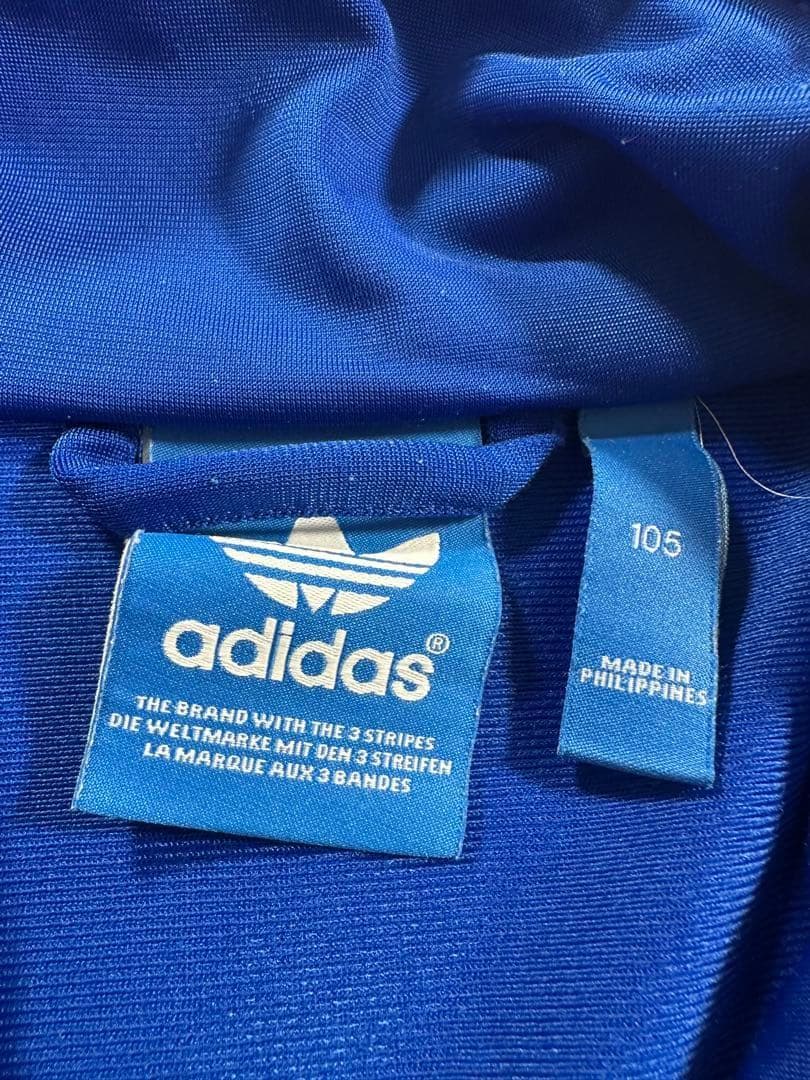 adidas®
THE BRAND WITH THE 3 STRIPES
DIE WELTMARKE MIT DEN 3 STREIFEN
LA MARQUE AUX 3 BANDES
105
MADE IN
PHILIPPINES